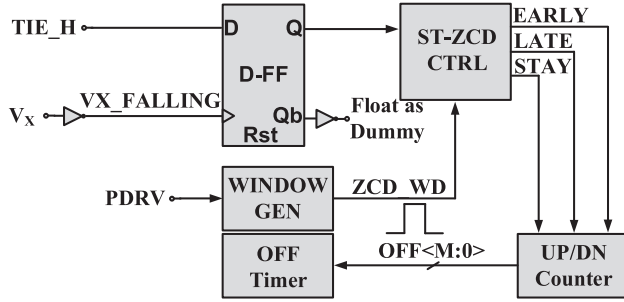 TIE_H
D
Q
D-FF
Qb
Rst
V_X
VX_FALLING
Float as
Dummy
ST-ZCD
CTRL
EARLY
LATE
STAY
PDRV
WINDOW
GEN
ZCD_WD
OFF
Timer
OFF<M:0>
UP/DN
Counter